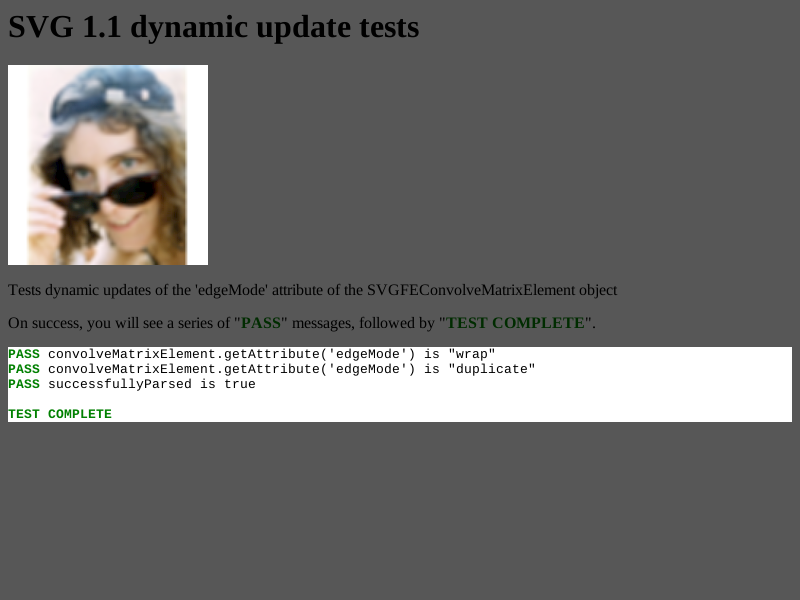 SVG 1.1 dynamic update tests
Tests dynamic updates of the 'edgeMode' attribute of the SVGFEConvolveMatrixElement object
On success, you will see a series of "PASS" messages, followed by "TEST COMPLETE".
PASS convolveMatrixElement.getAttribute('edgeMode') is "wrap"
PASS convolveMatrixElement.getAttribute('edgeMode') is "duplicate"
PASS successfullyParsed is true
TEST COMPLETE